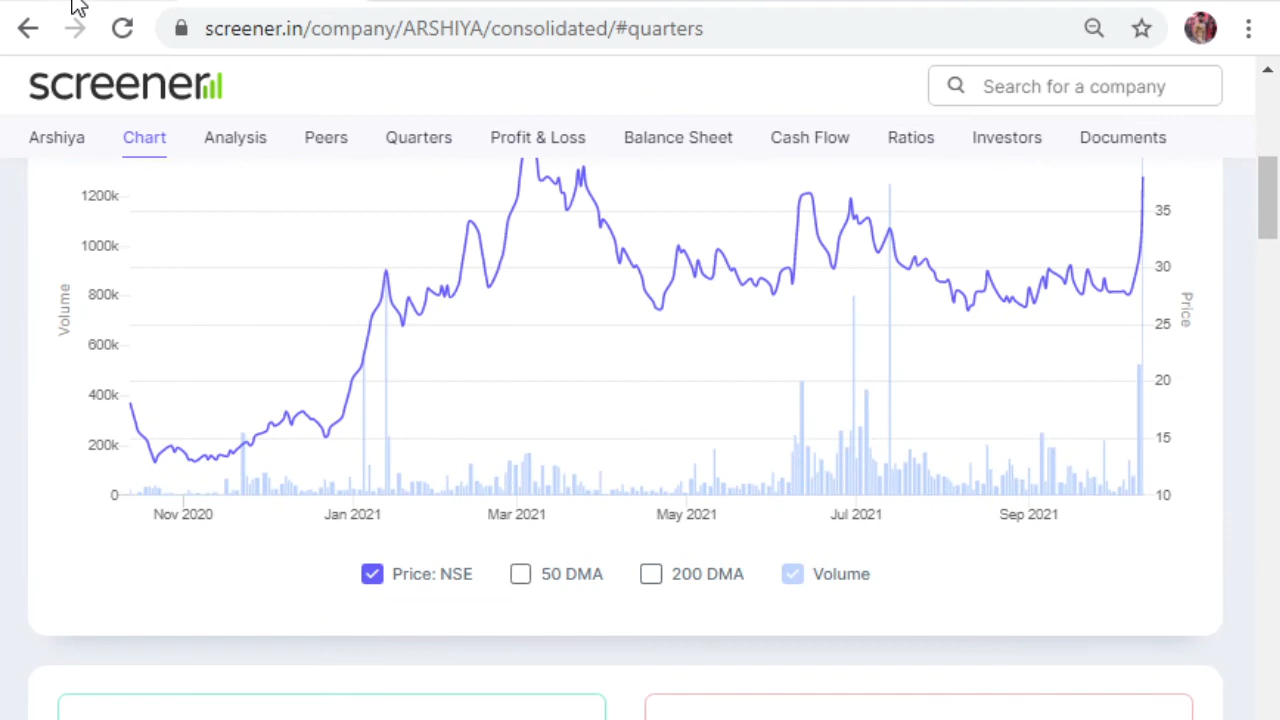 screener.in/company/ARSHIYA/consolidated/#quarters
screener
Search for a company
Arshiya Chart Analysis Peers Quarters Profit & Loss Balance Sheet Cash Flow Ratios Investors Documents
1200k
35
1000k
30
800k
Volume
Price
25
600k
20
400k
15
200k
0
10
Nov 2020 Jan 2021 Mar 2021 May 2021 Jul 2021 Sep 2021
Price: NSE 50 DMA 200 DMA Volume